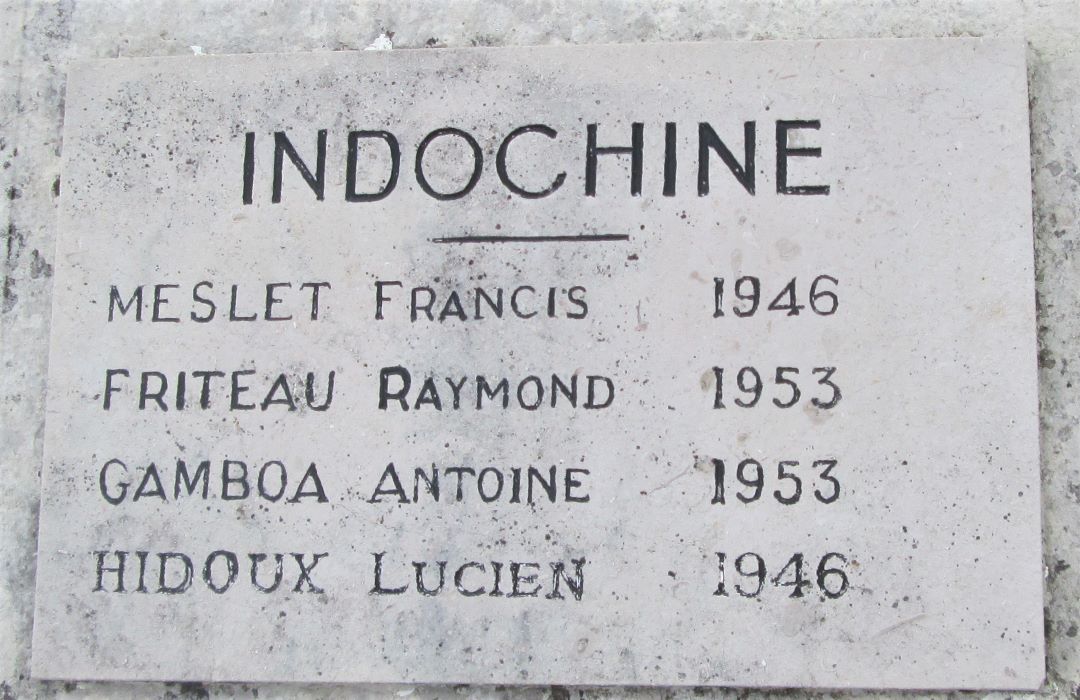 INDOCHINE
MESLET FRANCIS 1946
FRITEAU RAYMOND 1953
GAMBOA ANTOINE 1953
HIDOUX LUCIEN 1946